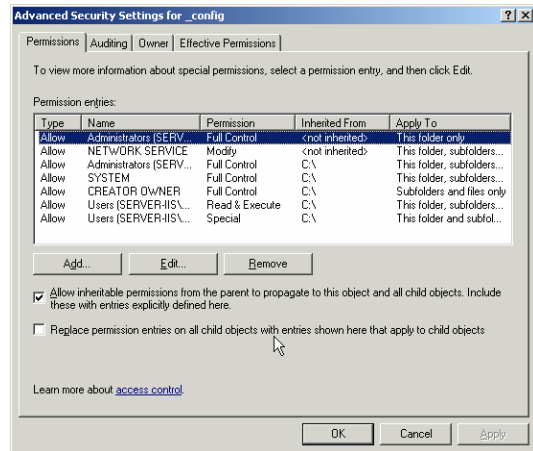 Advanced Security Settings for _config
Permissions Auditing Owner Effective Permissions
To view more information about special permissions, select a permission entry, and then click Edit.
Permission entries:
Type Name Permission Inherited From Apply To
Allow Administrators (SERV... Full Control <not inherited> This folder only
Allow NETWORK SERVICE Modify <not inherited> This folder, subfolders...
Allow Administrators (SERV... Full Control C:\ This folder, subfolders...
Allow SYSTEM Full Control C:\ This folder, subfolders...
Allow CREATOR OWNER Full Control C:\ Subfolders and files only
Allow Users (SERVER-IIS\... Read & Execute C:\ This folder, subfolders...
Allow Users (SERVER-IIS\... Special C:\ This folder and subfol...
Add... Edit... Remove
Allow inheritable permissions from the parent to propagate to this object and all child objects. Include
these with entries explicitly defined here.
Replace permission entries on all child objects with entries shown here that apply to child objects
Learn more about access control.
OK Cancel Apply